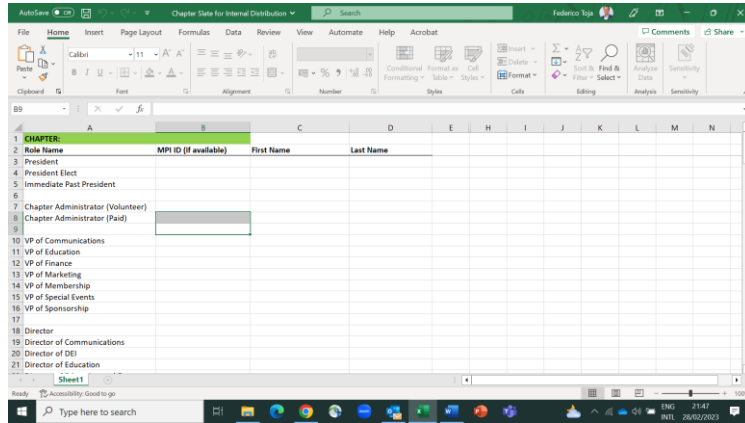 AutoSave Off Chapter Slate for Internal Distribution Search Federico Toja
File Home Insert Page Layout Formulas Data Review View Automate Help Acrobat Comments Share
Paste Calibri 11 A A Conditional Formatting Format as Table Cell Styles Insert Delete Format Sort & Filter Find & Select Analyze Data Sensitivity
B I U A % 9
Clipboard Font Alignment Number Styles Cells Editing Analysis Sensitivity
B9 fx
A B C D E H I J K L M N
1 CHAPTER:
2 Role Name MPI ID (if available) First Name Last Name
3 President
4 President Elect
5 Immediate Past President
6
7 Chapter Administrator (Volunteer)
8 Chapter Administrator (Paid)
9
10 VP of Communications
11 VP of Education
12 VP of Finance
13 VP of Marketing
14 VP of Membership
15 VP of Special Events
16 VP of Sponsorship
17
18 Director
19 Director of Communications
20 Director of DEI
21 Director of Education
Sheet1
Ready Accessibility: Good to go 100
Type here to search ENG 21:47
INTL 28/02/2023